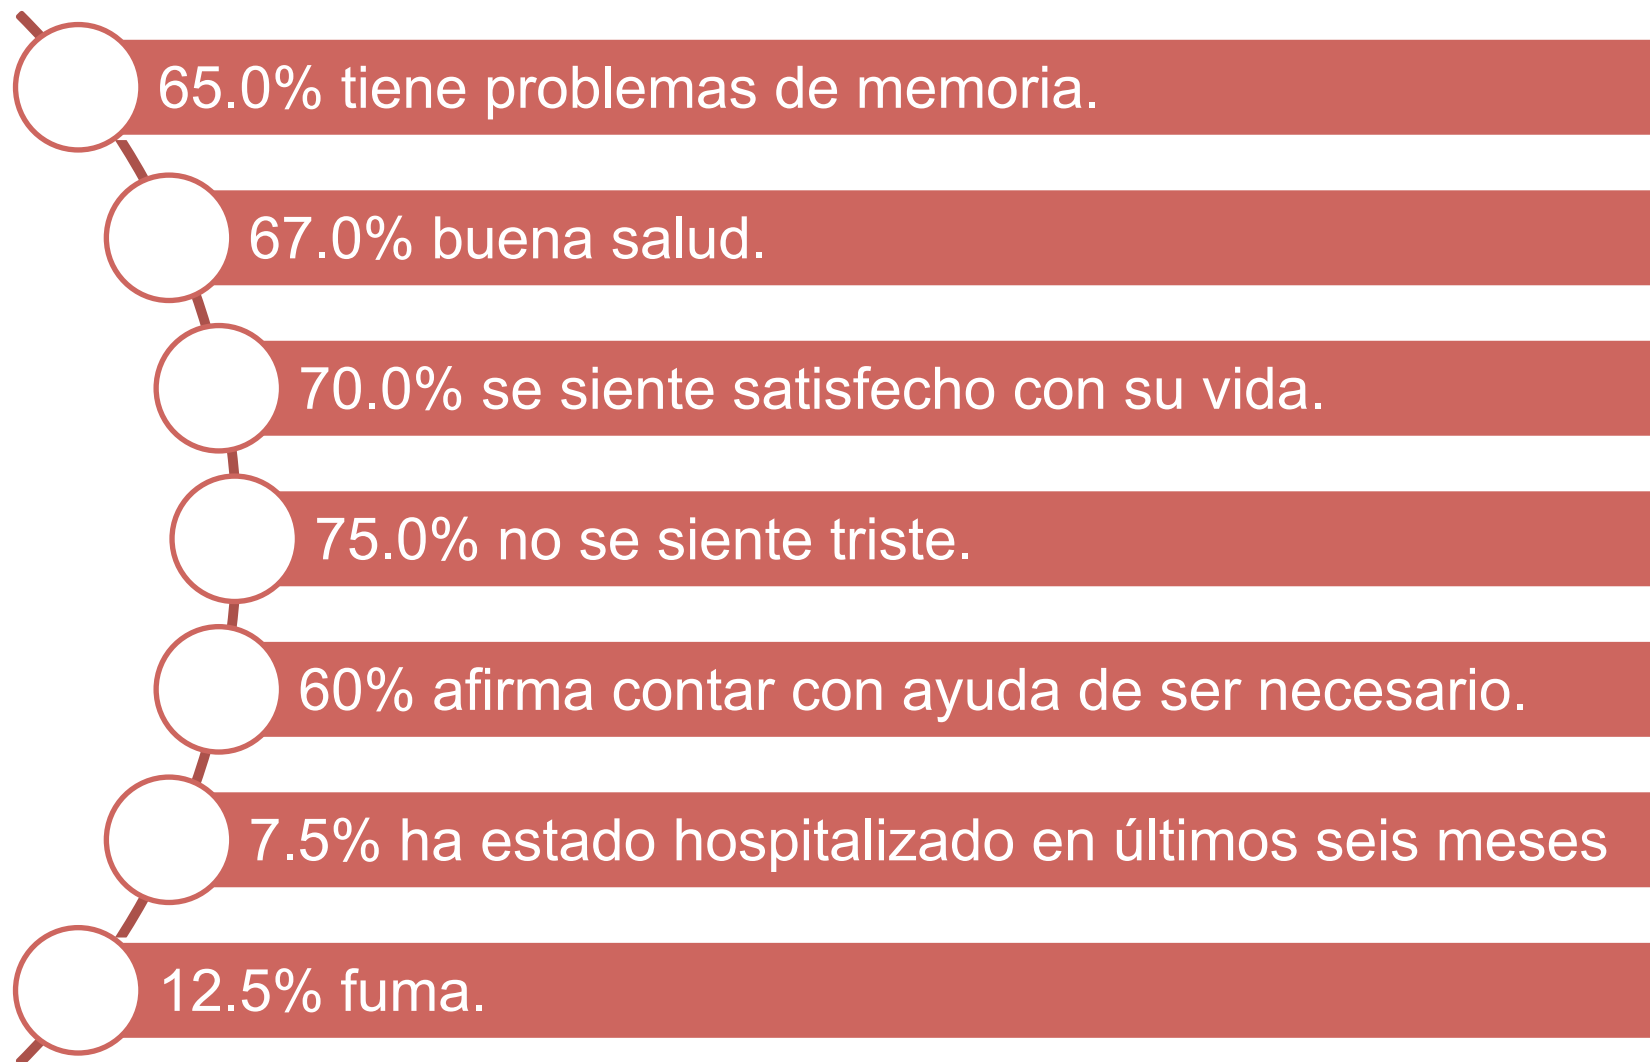 65.0% tiene problemas de memoria.
67.0% buena salud.
70.0% se siente satisfecho con su vida.
75.0% no se siente triste.
60% afirma contar con ayuda de ser necesario.
7.5% ha estado hospitalizado en últimos seis meses
12.5% fuma.